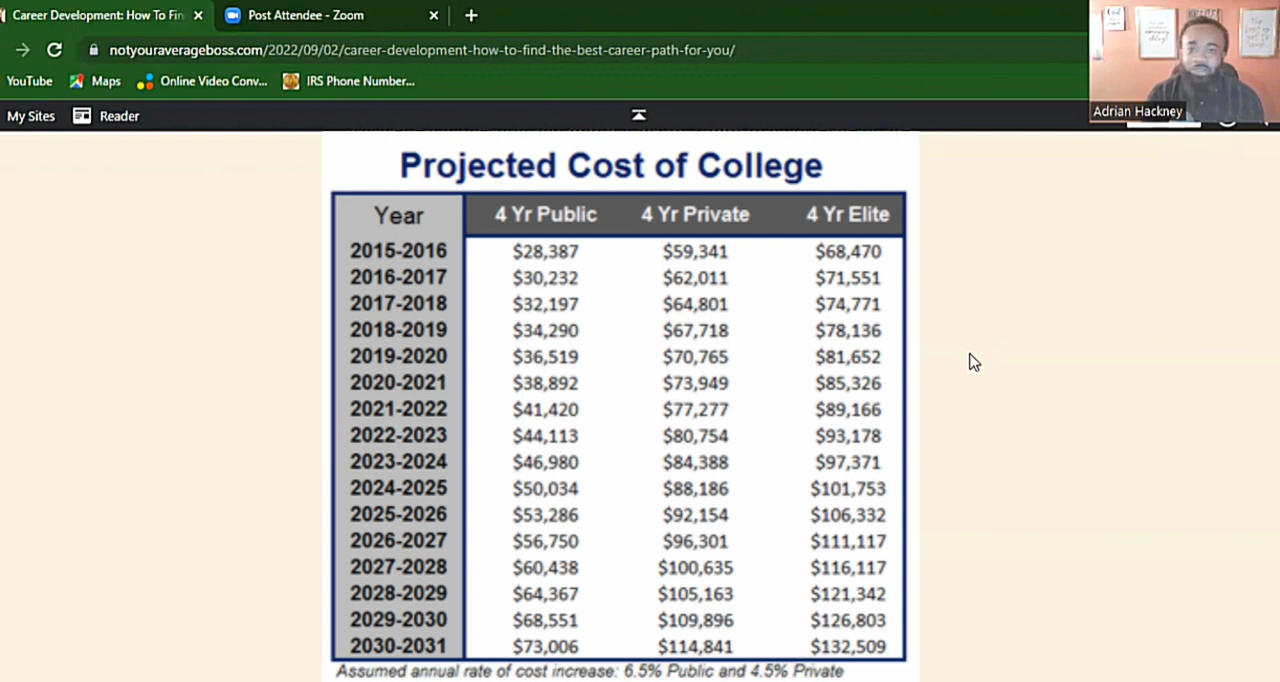 Career Development: How To Fin
Post Attendee - Zoom
notyouraverageboss.com/2022/09/02/career-development-how-to-find-the-best-career-path-for-you/
YouTube Maps Online Video Conv... IRS Phone Number...
My Sites Reader
Adrian Hackney
Projected Cost of College
Year 4 Yr Public 4 Yr Private 4 Yr Elite
2015-2016 $28,387 $59,341 $68,470
2016-2017 $30,232 $62,011 $71,551
2017-2018 $32,197 $64,801 $74,771
2018-2019 $34,290 $67,718 $78,136
2019-2020 $36,519 $70,765 $81,652
2020-2021 $38,892 $73,949 $85,326
2021-2022 $41,420 $77,277 $89,166
2022-2023 $44,113 $80,754 $93,178
2023-2024 $46,980 $84,388 $97,371
2024-2025 $50,034 $88,186 $101,753
2025-2026 $53,286 $92,154 $106,332
2026-2027 $56,750 $96,301 $111,117
2027-2028 $60,438 $100,635 $116,117
2028-2029 $64,367 $105,163 $121,342
2029-2030 $68,551 $109,896 $126,803
2030-2031 $73,006 $114,841 $132,509
Assumed annual rate of cost increase: 6.5% Public and 4.5% Private